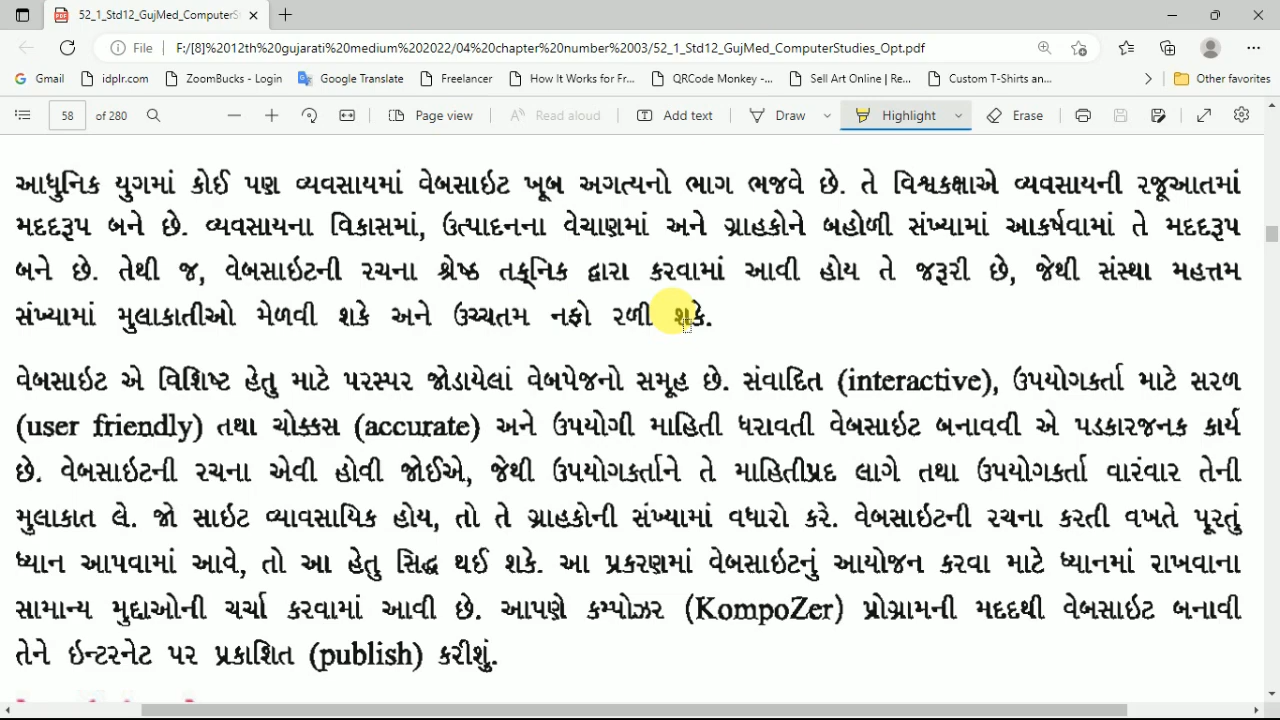 52_1_Std12_GujMed_ComputerSt
File F:/[8]%2012th%20gujarati%20medium%202022/04%20chapter%20number%2003/52_1_Std12_GujMed_ComputerStudies_Opt.pdf
Gmail idplr.com ZoomBucks - Login Google Translate Freelancer How It Works for Fr... QRCode Monkey -... Sell Art Online | Re... Custom T-Shirts an... Other favorites
58 of 280 Page view Read aloud Add text Draw Highlight Erase
આધુનિક યુગમાં કોઈ પણ વ્યવસાયમાં વેબસાઇટ ખૂબ અગત્યનો ભાગ ભજવે છે. તે વિશ્વકક્ષાએ વ્યવસાયની રજૂઆતમાં
મદદરૂપ બને છે. વ્યવસાયના વિકાસમાં, ઉત્પાદનના વેચાણમાં અને ગ્રાહકોને બહોળી સંખ્યામાં આકર્ષવામાં તે મદદરૂપ
બને છે. તેથી જ, વેબસાઇટની રચના શ્રેષ્ઠ તક્નિક દ્વારા કરવામાં આવી હોય તે જરૂરી છે, જેથી સંસ્થા મહત્તમ
સંખ્યામાં મુલાકાતીઓ મેળવી શકે અને ઉચ્ચતમ નફો રળી શકે.
વેબસાઇટ એ વિશિષ્ટ હેતુ માટે પરસ્પર જોડાયેલાં વેબપેજનો સમૂહ છે. સંવાદિત (interactive), ઉપયોગકર્તા માટે સરળ
(user friendly) તથા ચોક્કસ (accurate) અને ઉપયોગી માહિતી ધરાવતી વેબસાઇટ બનાવવી એ પડકારજનક કાર્ય
છે. વેબસાઇટની રચના એવી હોવી જોઈએ, જેથી ઉપયોગકર્તાને તે માહિતીપ્રદ લાગે તથા ઉપયોગકર્તા વારંવાર તેની
મુલાકાત લે. જો સાઇટ વ્યાવસાયિક હોય, તો તે ગ્રાહકોની સંખ્યામાં વધારો કરે. વેબસાઇટની રચના કરતી વખતે પૂરતું
ધ્યાન આપવામાં આવે, તો આ હેતુ સિદ્ધ થઈ શકે. આ પ્રકરણમાં વેબસાઇટનું આયોજન કરવા માટે ધ્યાનમાં રાખવાના
સામાન્ય મુદ્દાઓની ચર્ચા કરવામાં આવી છે. આપણે કમ્પોઝર (KompoZer) પ્રોગ્રામની મદદથી વેબસાઇટ બનાવી
તેને ઇન્ટરનેટ પર પ્રકાશિત (publish) કરીશું.